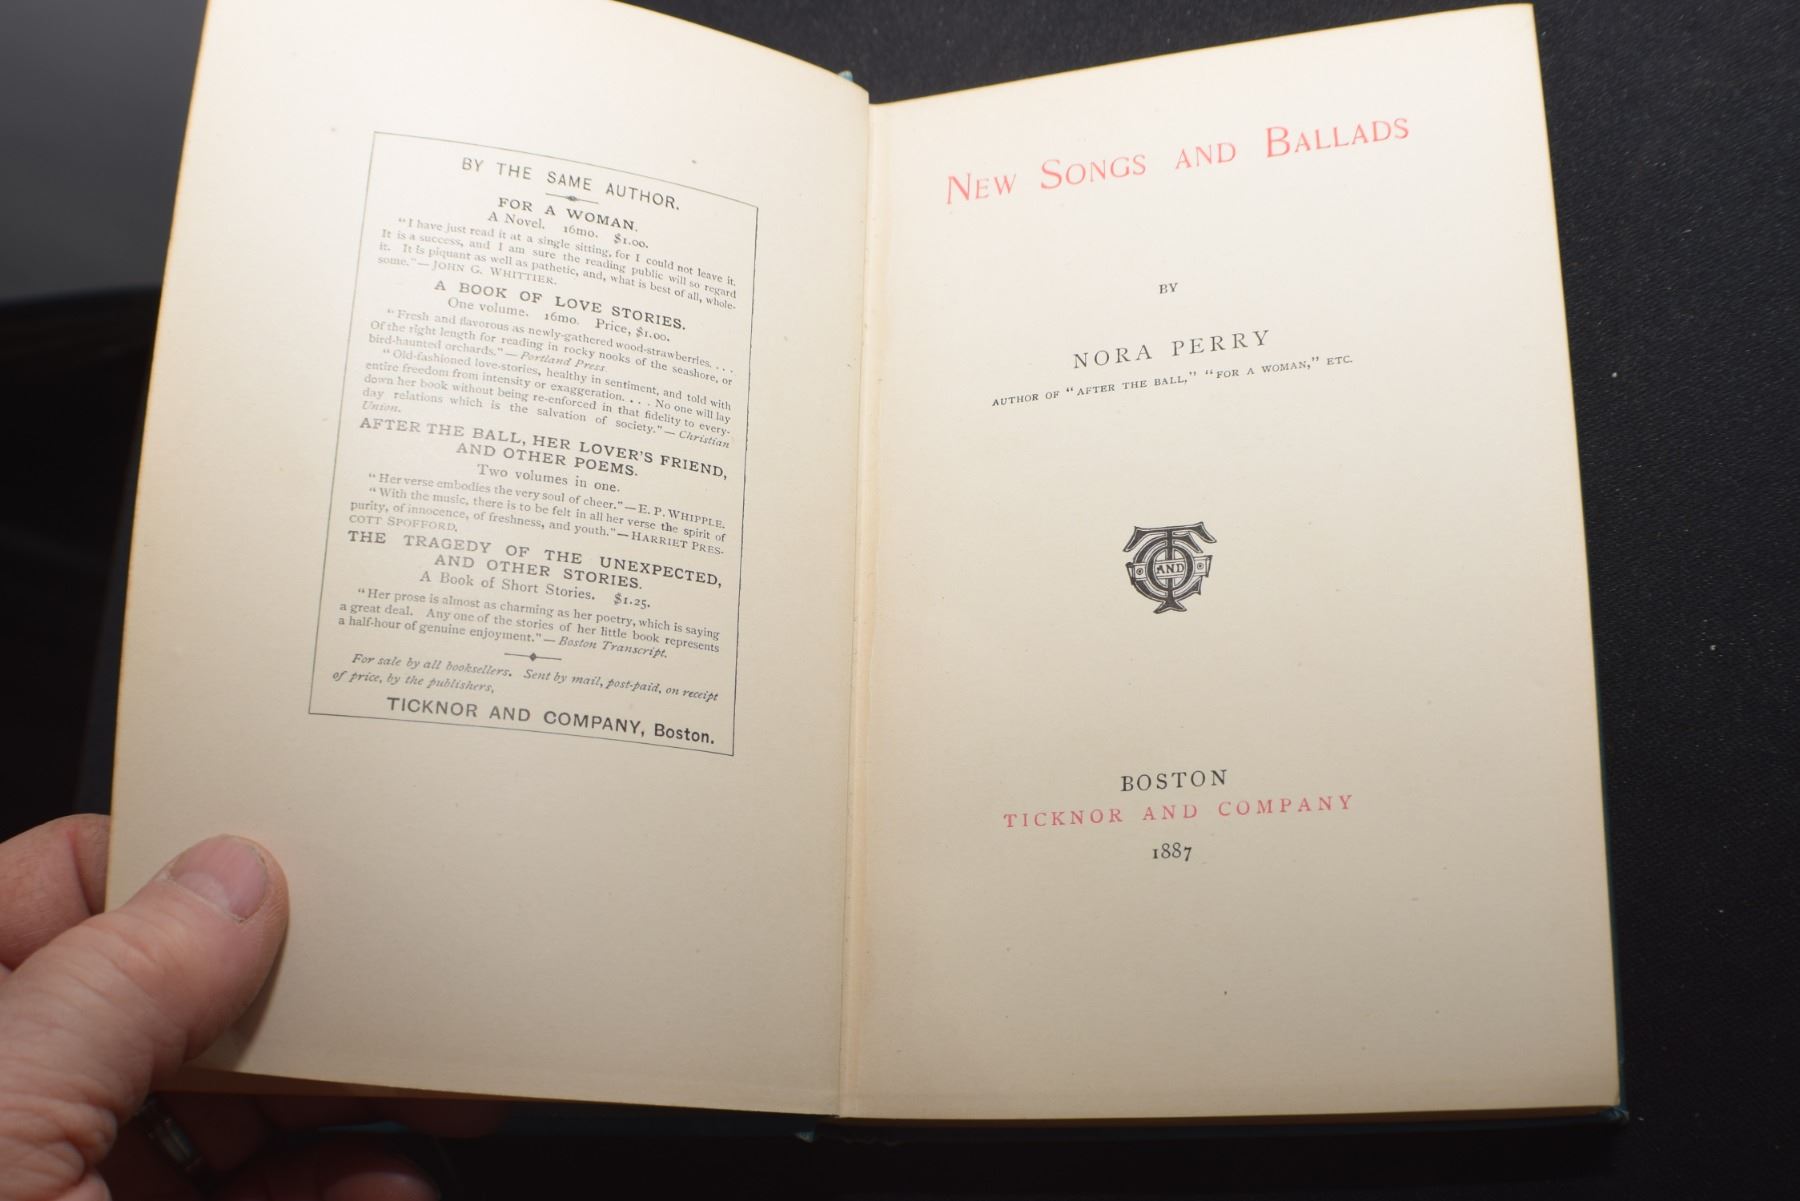 BY THE SAME AUTHOR.
FOR A WOMAN.
A Novel. 16mo. $1.00.
"I have just read it at a single sitting, for I could not leave it.
It is a success, and I am sure the reading public will so regard
it. It is piquant as well as pathetic, and, what is best of all, whole-
some."—JOHN G. WHITTIER.
A BOOK OF LOVE STORIES.
One volume. 16mo. Price, $1.00.
"Fresh and flavorous as newly-gathered wood-strawberries. . . .
Of the right length for reading in rocky nooks of the seashore, or
bird-haunted orchards."—Portland Press.
"Old-fashioned love-stories, healthy in sentiment, and told with
entire freedom from intensity or exaggeration. . . . No one will lay
down her book without being re-enforced in that fidelity to every-
day relations which is the salvation of society."—Christian
Union.
AFTER THE BALL, HER LOVER'S FRIEND,
AND OTHER POEMS.
Two volumes in one.
"Her verse embodies the very soul of cheer."—E. P. WHIPPLE.
"With the music, there is to be felt in all her verse the spirit of
purity, of innocence, of freshness, and youth."—HARRIET PRES-
COTT SPOFFORD.
THE TRAGEDY OF THE UNEXPECTED,
AND OTHER STORIES.
A Book of Short Stories. $1.25.
"Her prose is almost as charming as her poetry, which is saying
a great deal. Any one of the stories of her little book represents
a half-hour of genuine enjoyment."—Boston Transcript.
For sale by all booksellers. Sent by mail, post-paid, on receipt
of price, by the publishers,
TICKNOR AND COMPANY, Boston.
NEW SONGS AND BALLADS
BY
NORA PERRY
AUTHOR OF "AFTER THE BALL," "FOR A WOMAN," ETC.
T AND CO
BOSTON
TICKNOR AND COMPANY
1887